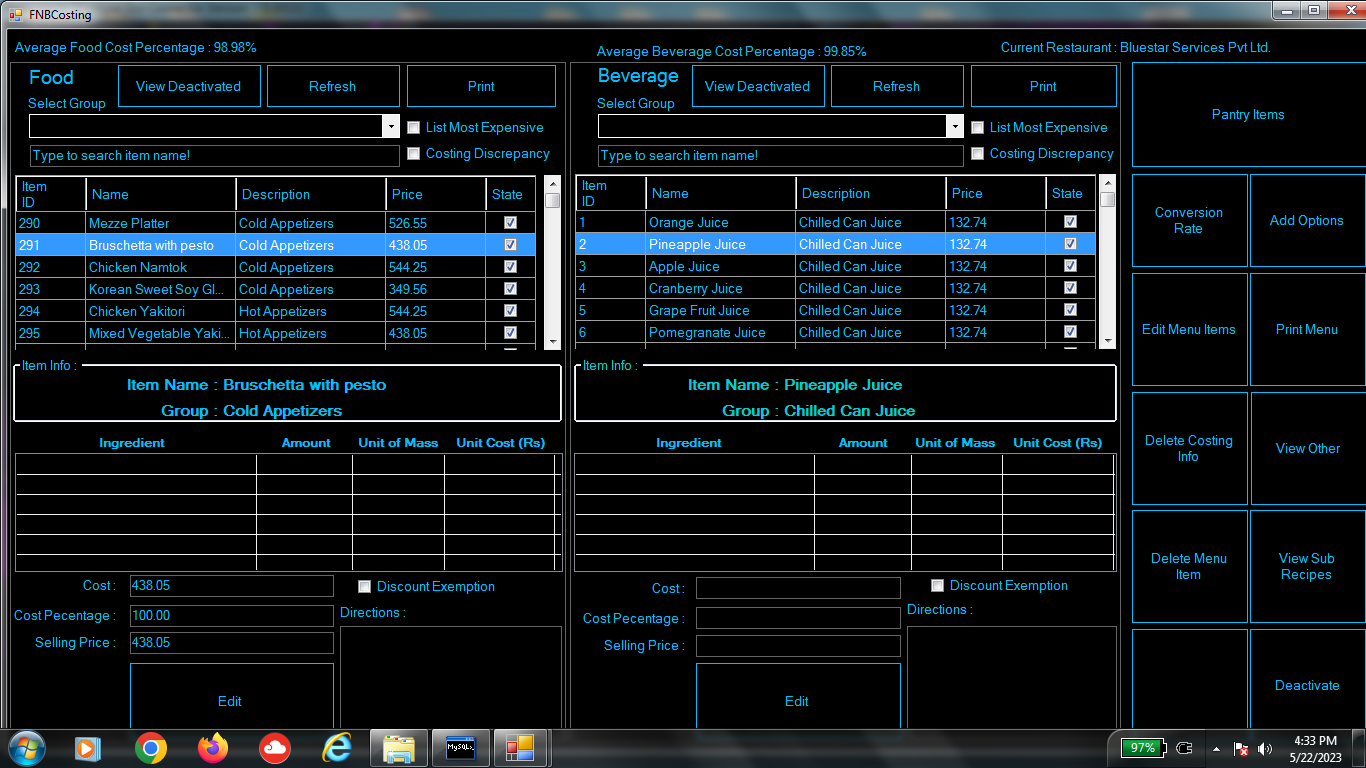 FNBCosting
Average Food Cost Percentage : 98.98%
Average Beverage Cost Percentage : 99.85%
Current Restaurant : Bluestar Services Pvt Ltd.
Food
View Deactivated
Refresh
Print
Select Group
List Most Expensive
Type to search item name!
Costing Discrepancy
Item ID Name Description Price State
290 Mezze Platter Cold Appetizers 526.55
291 Bruschetta with pesto Cold Appetizers 438.05
292 Chicken Namtok Cold Appetizers 544.25
293 Korean Sweet Soy Gl... Cold Appetizers 349.56
294 Chicken Yakitori Hot Appetizers 544.25
295 Mixed Vegetable Yaki... Hot Appetizers 438.05
Item Info :
Item Name : Bruschetta with pesto
Group : Cold Appetizers
Ingredient Amount Unit of Mass Unit Cost (Rs)
Cost : 438.05
Discount Exemption
Cost Pecentage : 100.00
Directions :
Selling Price : 438.05
Edit
Beverage
View Deactivated
Refresh
Print
Select Group
List Most Expensive
Type to search item name!
Costing Discrepancy
Item ID Name Description Price State
1 Orange Juice Chilled Can Juice 132.74
2 Pineapple Juice Chilled Can Juice 132.74
3 Apple Juice Chilled Can Juice 132.74
4 Cranberry Juice Chilled Can Juice 132.74
5 Grape Fruit Juice Chilled Can Juice 132.74
6 Pomegranate Juice Chilled Can Juice 132.74
Item Info :
Item Name : Pineapple Juice
Group : Chilled Can Juice
Ingredient Amount Unit of Mass Unit Cost (Rs)
Cost :
Discount Exemption
Cost Pecentage :
Directions :
Selling Price :
Edit
Pantry Items
Conversion
Rate
Add Options
Edit Menu Items
Print Menu
Delete Costing
Info
View Other
Delete Menu
Item
View Sub
Recipes
Deactivate
97%
4:33 PM
5/22/2023